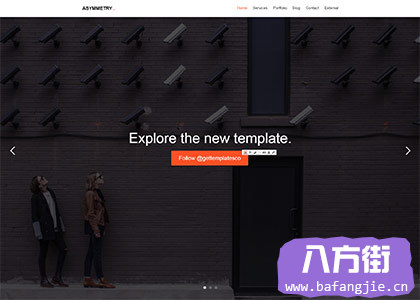 ASYMMETRY.
Home Services Portfolio Blog Contact External
Explore the new template.
Follow @gettemplatesco
八方街
www.bafangjie.cn